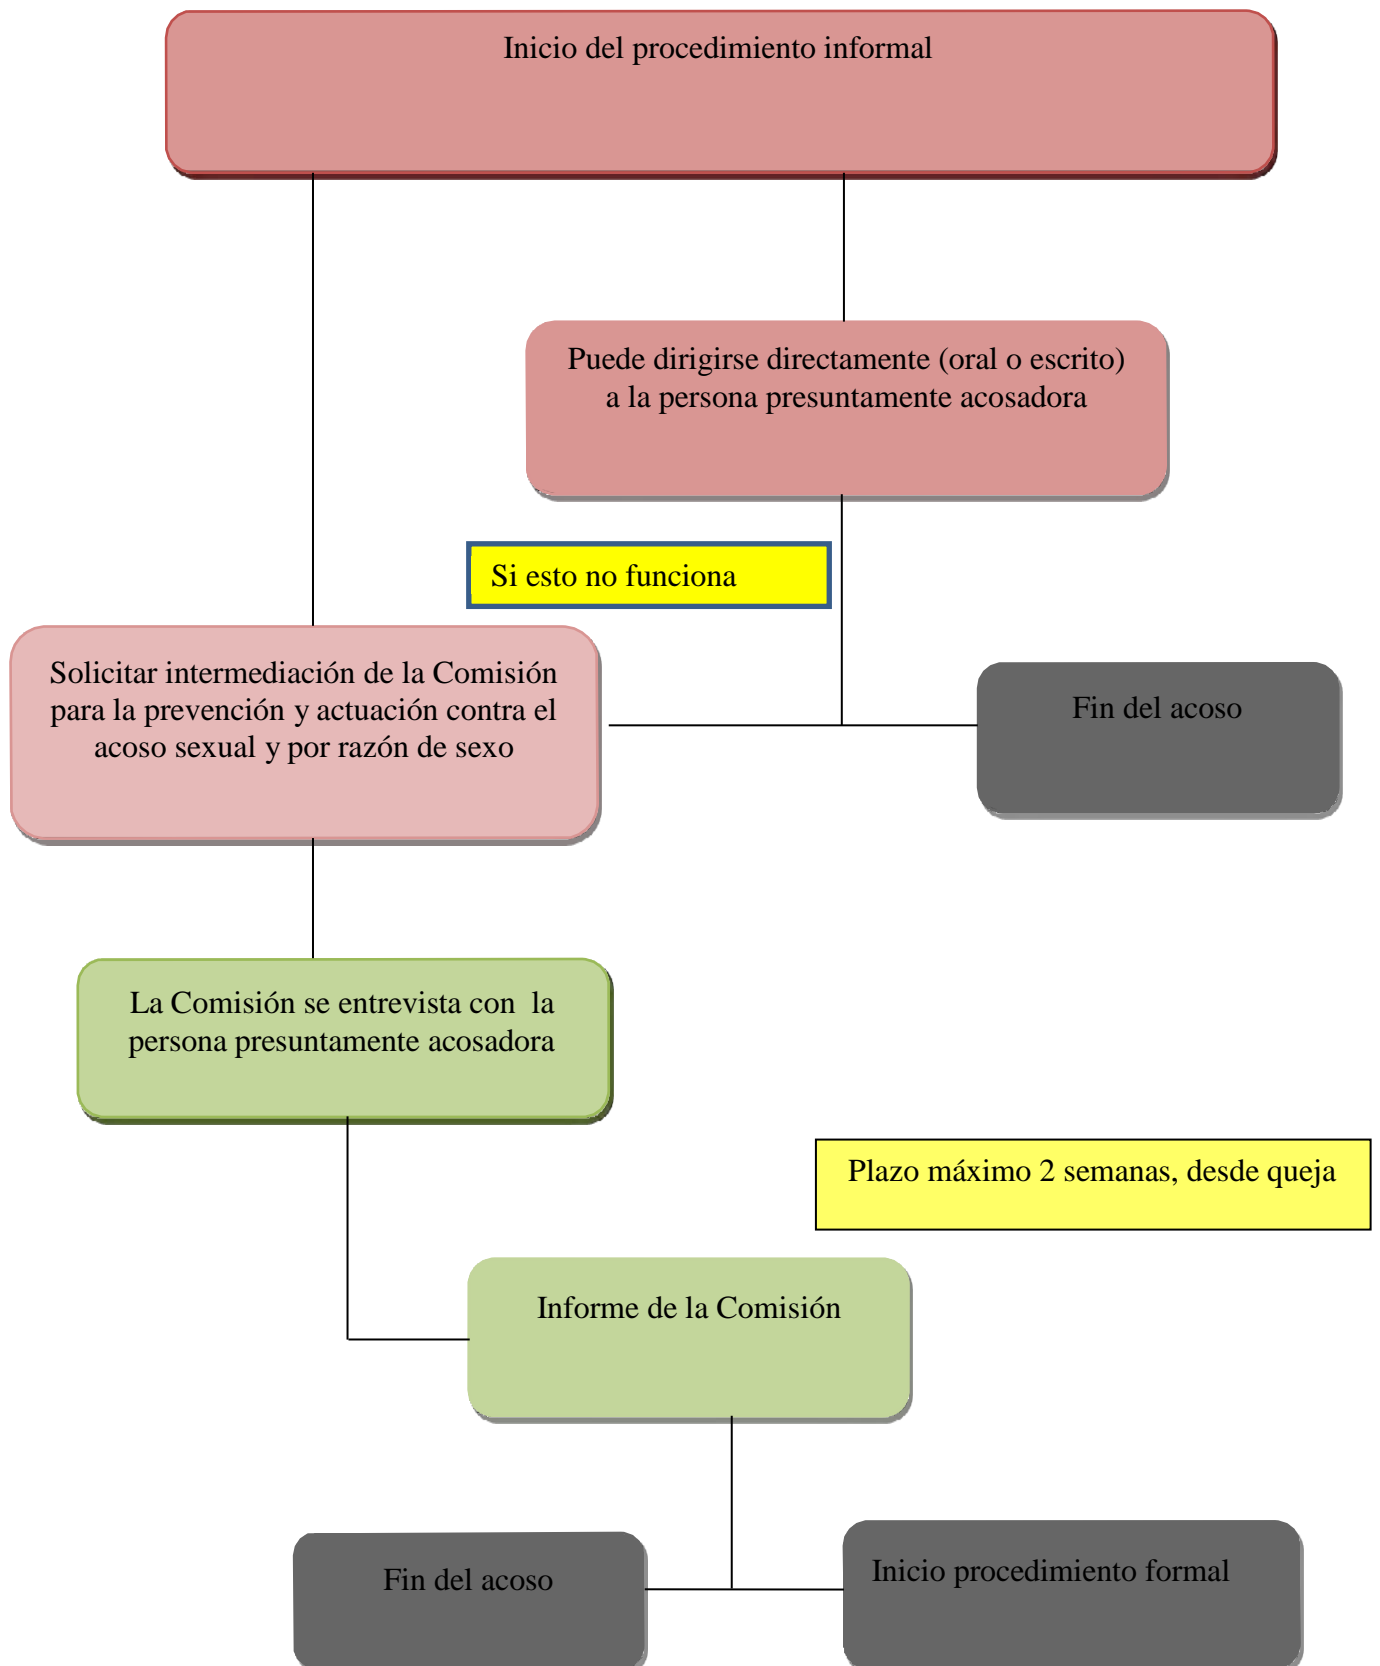 Inicio del procedimiento informal
Puede dirigirse directamente (oral o escrito)
a la persona presuntamente acosadora
Si esto no funciona
Solicitar intermediación de la Comisión
para la prevención y actuación contra el
acoso sexual y por razón de sexo
Fin del acoso
La Comisión se entrevista con  la
persona presuntamente acosadora
Plazo máximo 2 semanas, desde queja
Informe de la Comisión
Fin del acoso
Inicio procedimiento formal